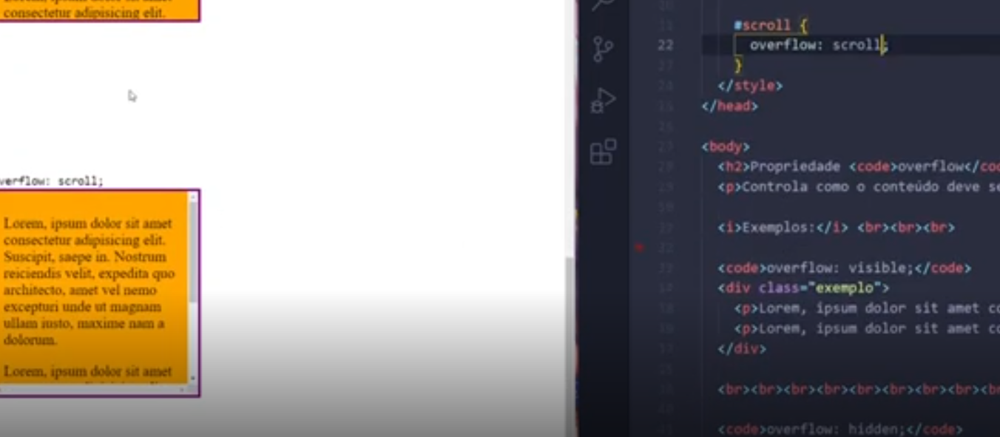 consectetur adipisicing elit.
verflow: scroll;
Lorem, ipsum dolor sit amet
consectetur adipisicing elit.
Suscipit, saepe in. Nostrum
reiciendis velit, expedita quo
architecto, amet vel nemo
excepturi unde ut magnam
ullam iusto, maxime nam a
dolorum.
Lorem, ipsum dolor sit amet
#scroll {
22 overflow: scroll;
}
</style>
</head>
<body>
<h2>Propriedade <code>overflow</co
<p>Controla como o conteúdo deve se
<i>Exemplos:</i> <br><br><br>
<code>overflow: visible;</code>
<div class="exemplo">
<p>Lorem, ipsum dolor sit amet co
<p>Lorem, ipsum dolor sit amet co
</div>
<br><br><br><br><br><br><br><br><b
<code>overflow: hidden;</code>